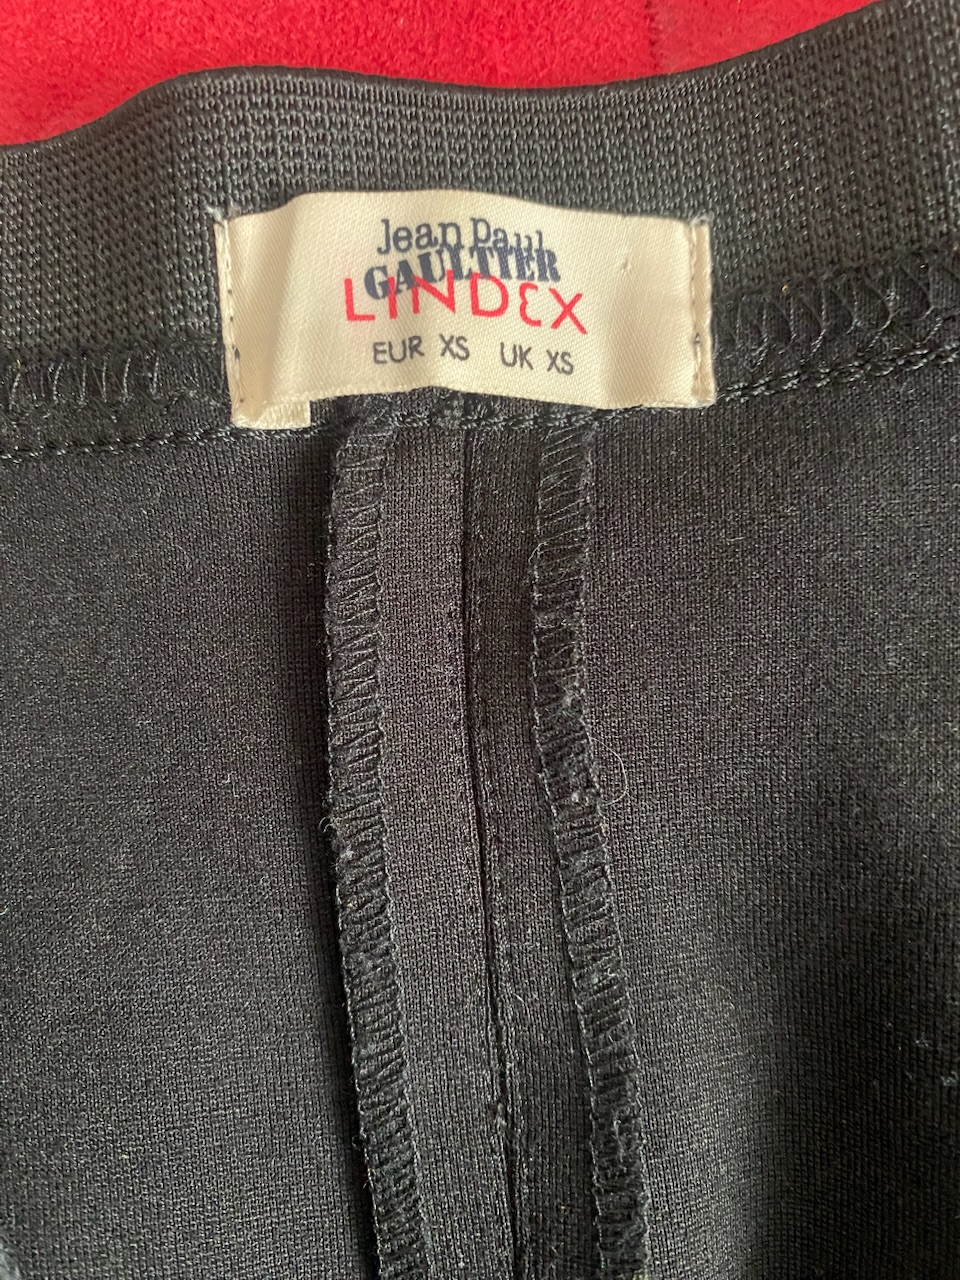 Jean Paul
GAULTIER
LINDEX
EUR XS UK XS